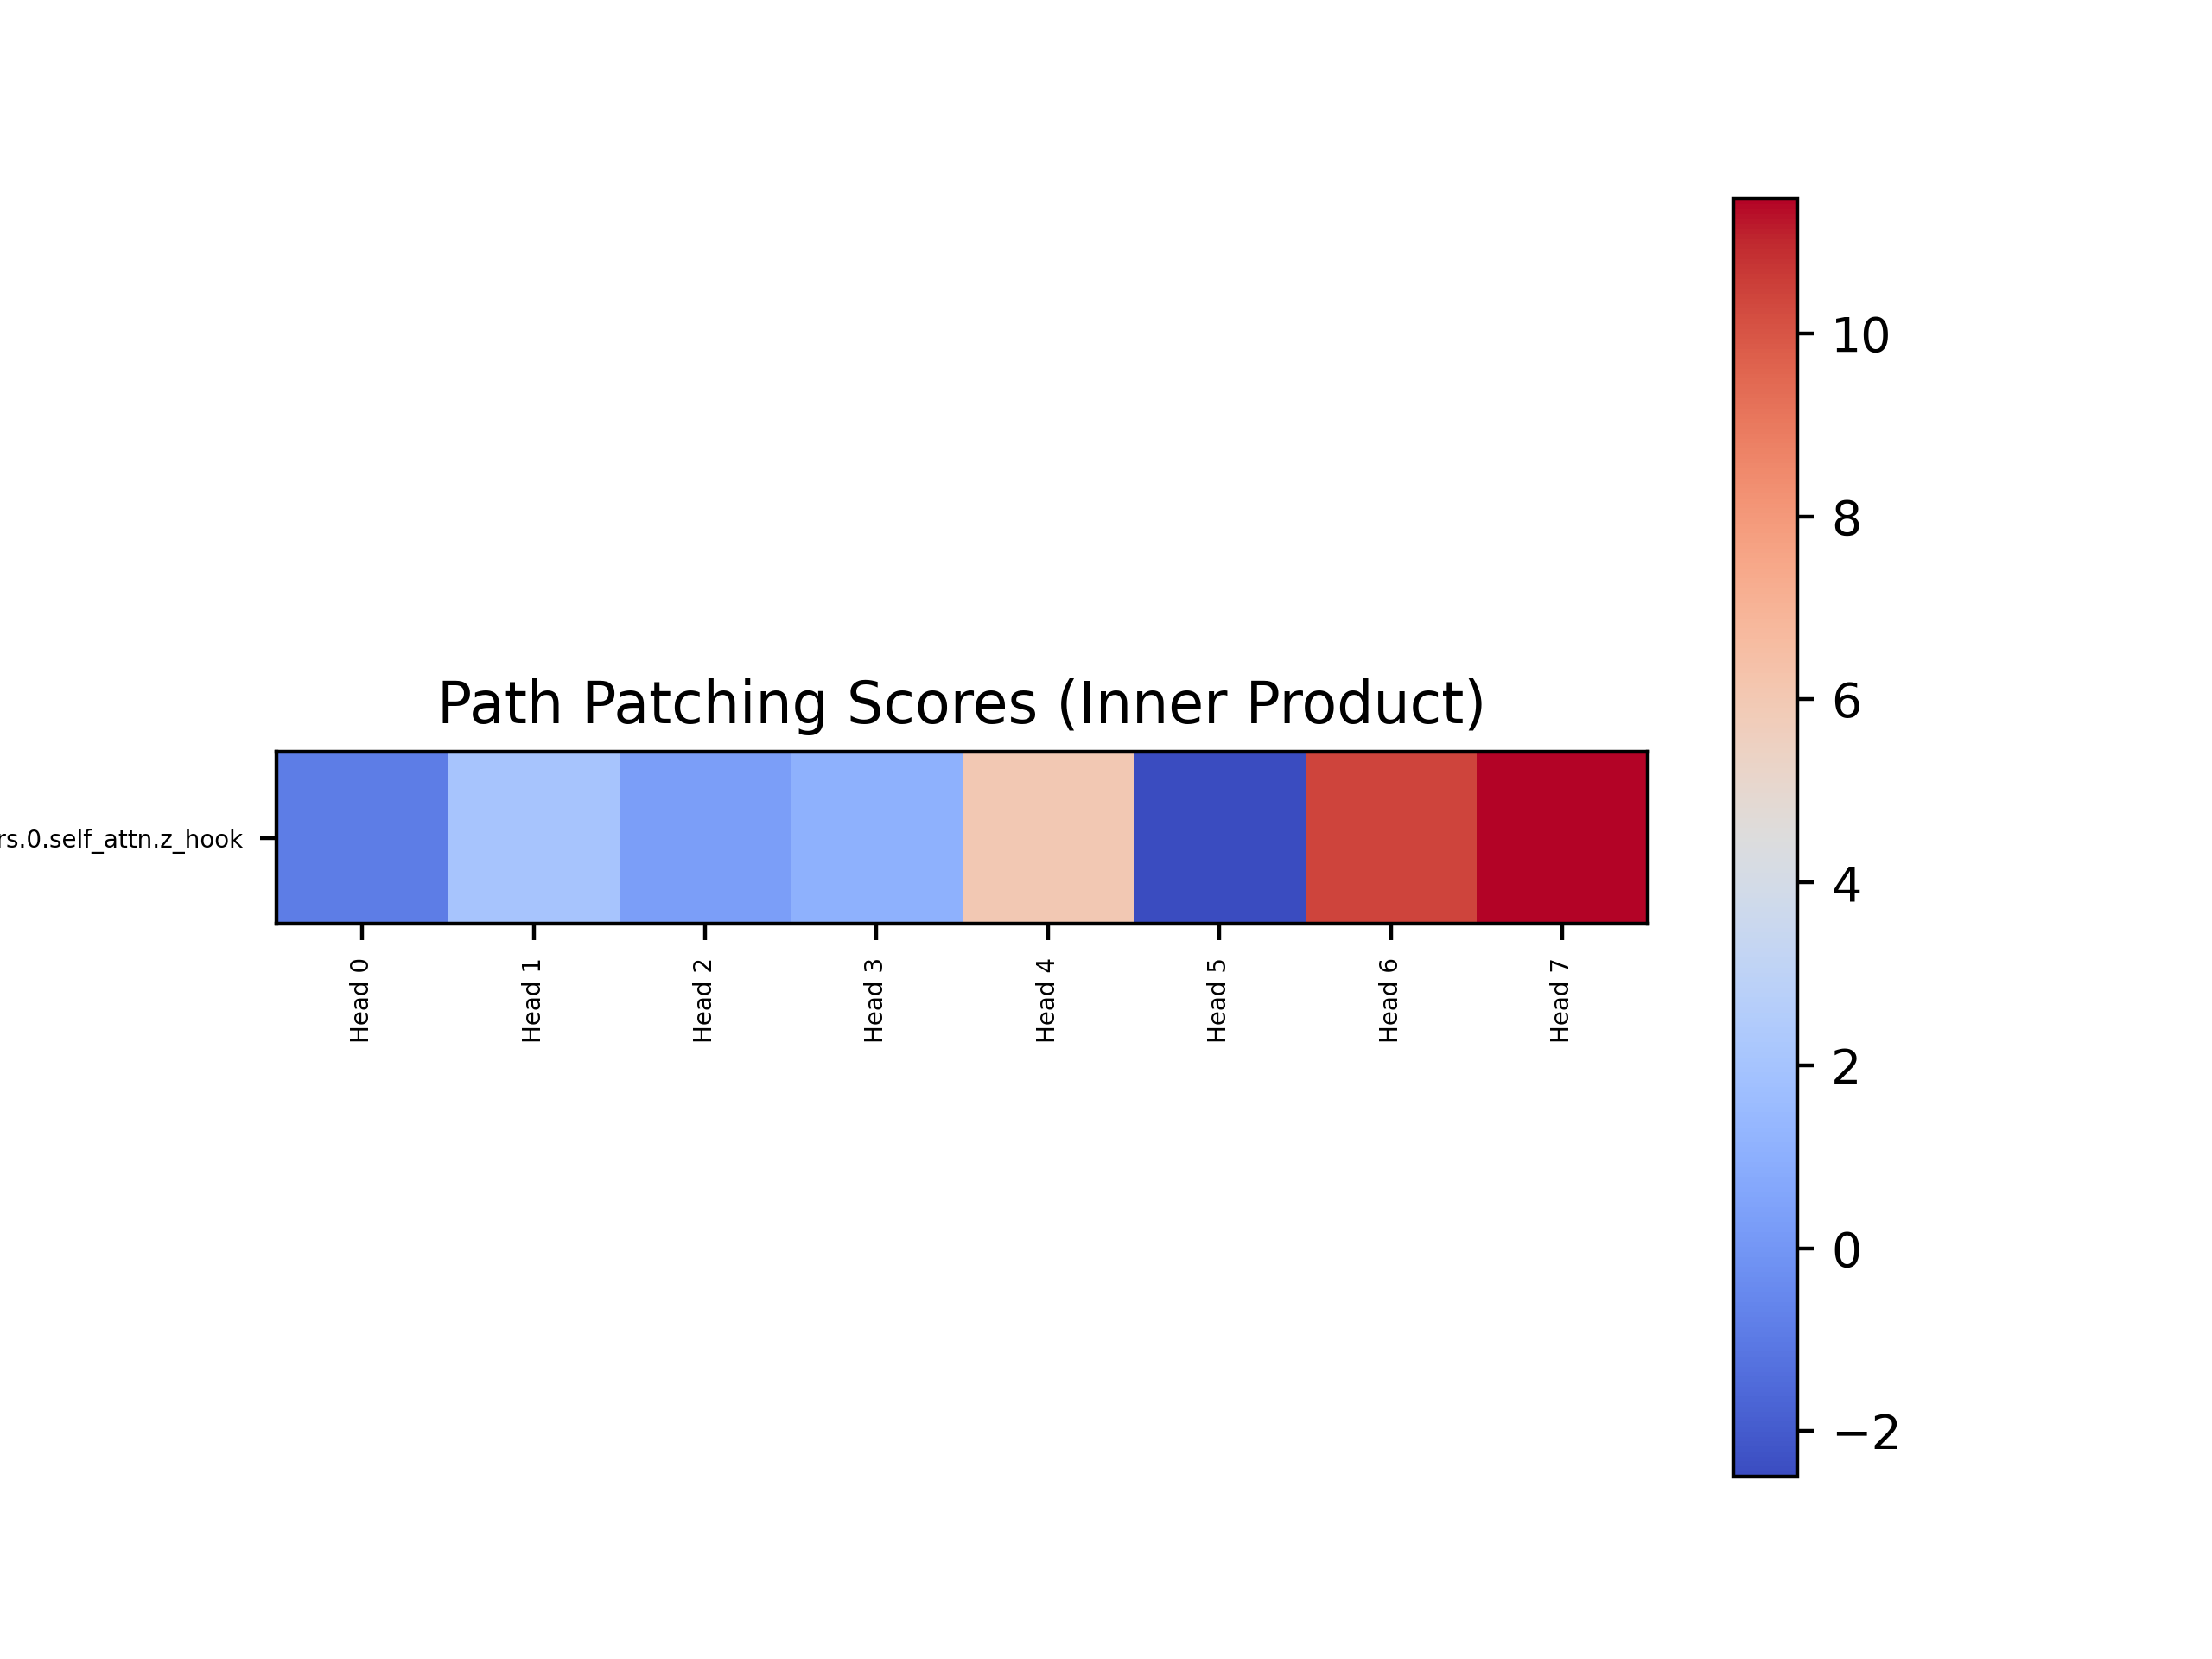 Path Patching Scores (Inner Product)
rs.0.self_attn.z_hook
Head 0
Head 1
Head 2
Head 3
Head 4
Head 5
Head 6
Head 7
10
8
6
4
2
0
−2